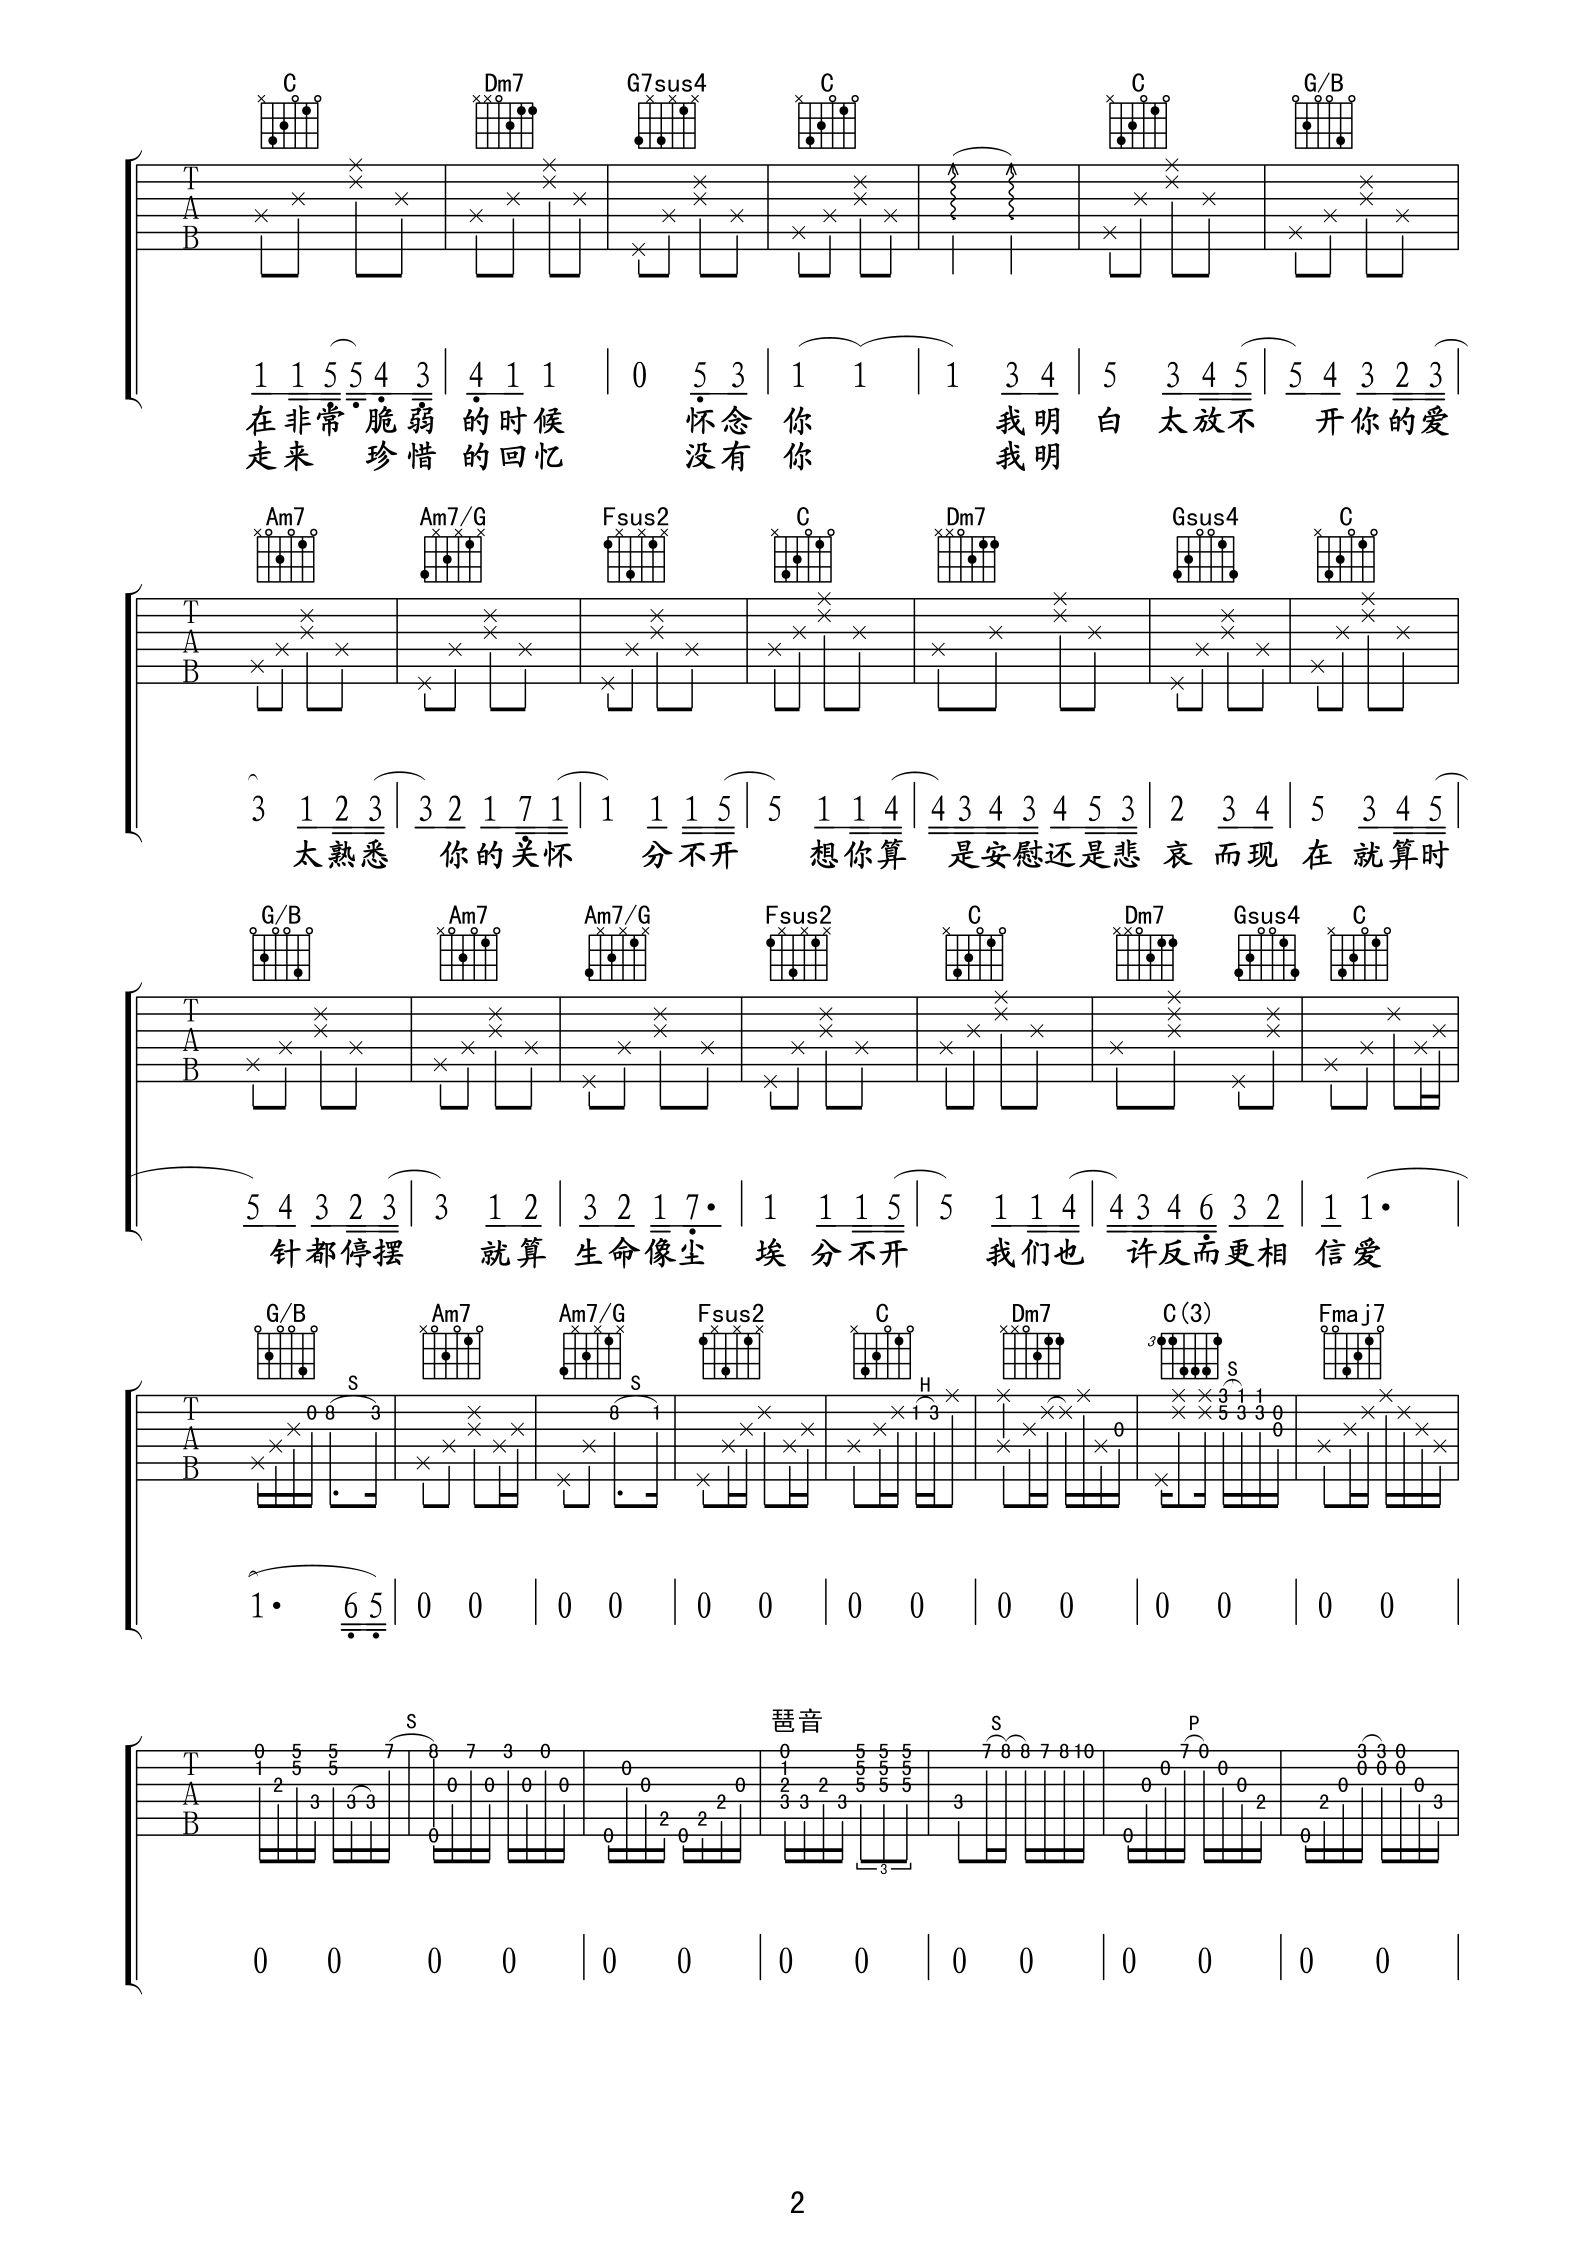 C Dm7 G7sus4 C C G/B
T
A
B
1 1 5 5 4 3 4 1 1 0 5 3 1 1 1 3 4 5 3 4 5 5 4 3 2 3
在非常 脆弱 的时候 怀念 你 我明 白 太放不 开你的爱
走来 珍惜 的回忆 没有 你 我明
Am7 Am7/G Fsus2 C Dm7 Gsus4 C
T
A
B
3 1 2 3 3 2 1 7 1 1 1 1 5 5 1 1 4 4 3 4 3 4 5 3 2 3 4 5 3 4 5
太熟悉 你的关怀 分不开 想你算 是安慰还是悲 哀 而现 在 就算时
G/B Am7 Am7/G Fsus2 C Dm7 Gsus4 C
T
A
B
5 4 3 2 3 3 1 2 3 2 1 7· 1 1 1 5 5 1 1 4 4 3 4 6 3 2 1 1·
针都停摆 就算 生命像尘 埃 分不开 我们也 许反而更相 信爱
G/B Am7 Am7/G Fsus2 C Dm7 C(3) Fmaj7
3
S S H S
T
A
B
0 8 3 8 1 1 3 0 3 1 1
5 3 3 0
0
1· 6 5 0 0 0 0 0 0 0 0 0 0 0 0 0 0
S 琶音 S P
T
A
B
0 5 5 7 8 7 3 0 0 5 5 5 7 8 8 7 8 10 7 0 3 3 0
1 5 5 0 1 5 5 5 0 0 0 0 0
2 0 0 0 0 0 2 0 5 5 5 0 0 0 0
3 3 3 2 3 3 3 3 2 2 3
2 2
0 0 0 0 0
3
0 0 0 0 0 0 0 0 0 0 0 0 0 0
2